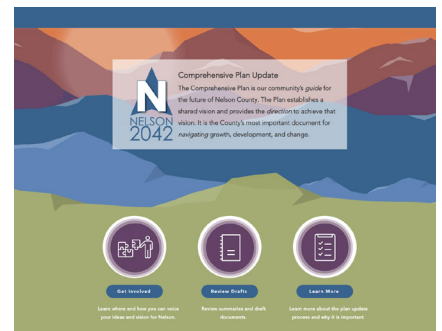 Comprehensive Plan Update
The Comprehensive Plan is our community's guide for
the future of Nelson County. The Plan establishes a
shared vision and provides the direction to achieve that
vision. It is the County's most important document for
navigating growth, development, and change.
N
NELSON
2042
Get Involved
Learn where and how you can voice
your ideas and vision for Nelson.
Review Drafts
Review summaries and draft
documents.
Learn More
Learn more about the plan update
process and why it is important.